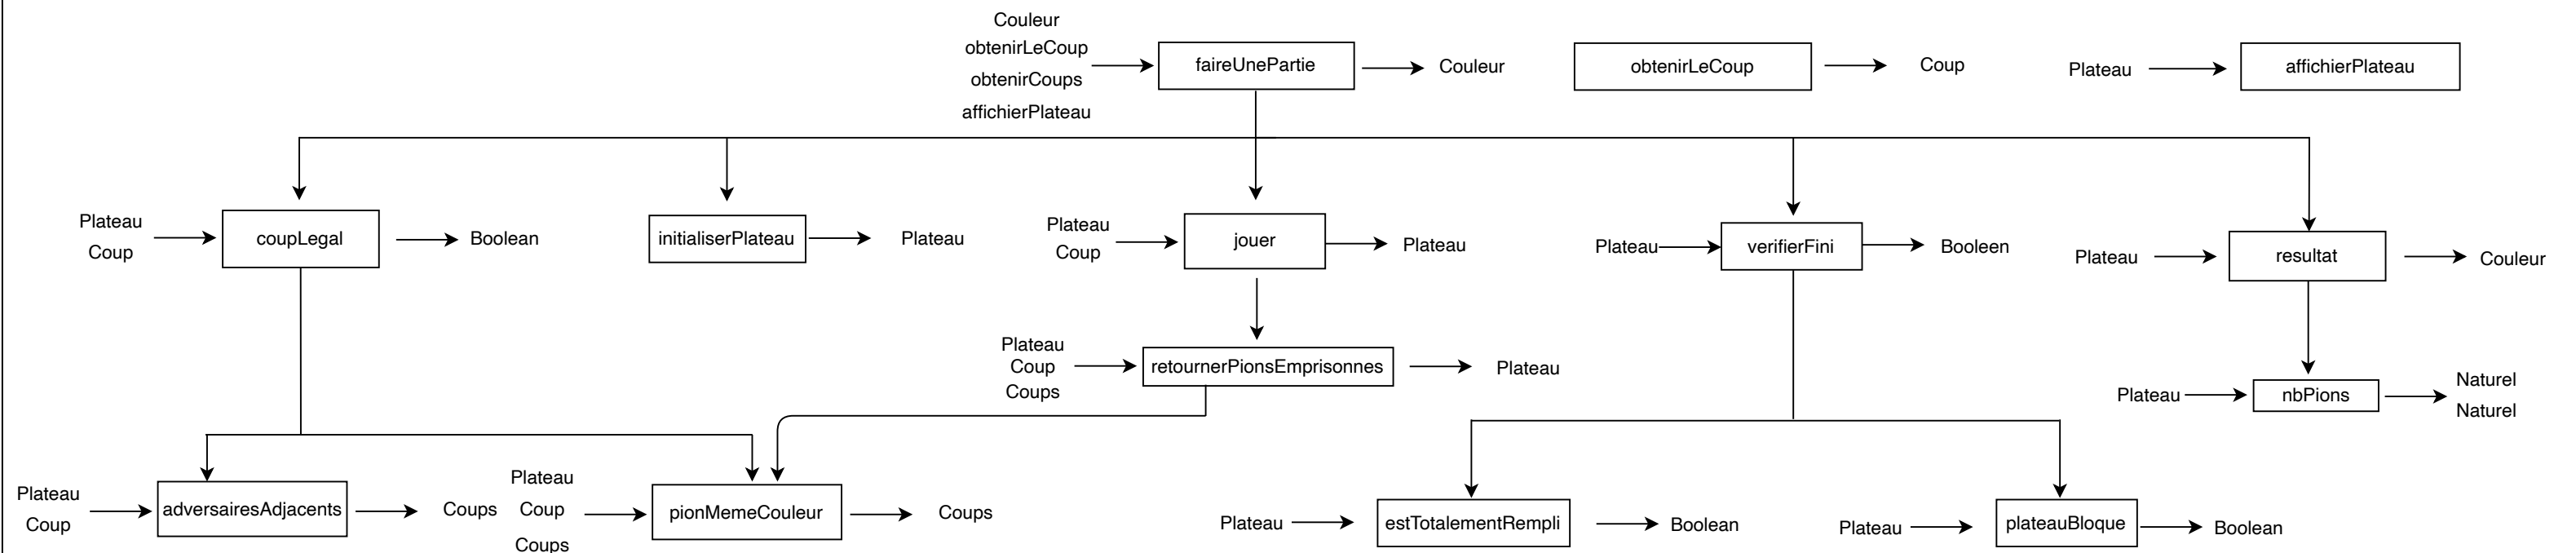 Couleur
obtenirLeCoup
obtenirCoups
affichierPlateau
faireUnePartie
Couleur
obtenirLeCoup
Coup
Plateau
affichierPlateau
Plateau
Coup
coupLegal
Boolean
initialiserPlateau
Plateau
Plateau
Coup
jouer
Plateau
Plateau
verifierFini
Booleen
Plateau
resultat
Couleur
Plateau
Coup
Coups
retournerPionsEmprisonnes
Plateau
Plateau
nbPions
Naturel
Naturel
Plateau
Coup
adversairesAdjacents
Coups
Plateau
Coup
Coups
pionMemeCouleur
Coups
Plateau
estTotalementRempli
Boolean
Plateau
plateauBloque
Boolean